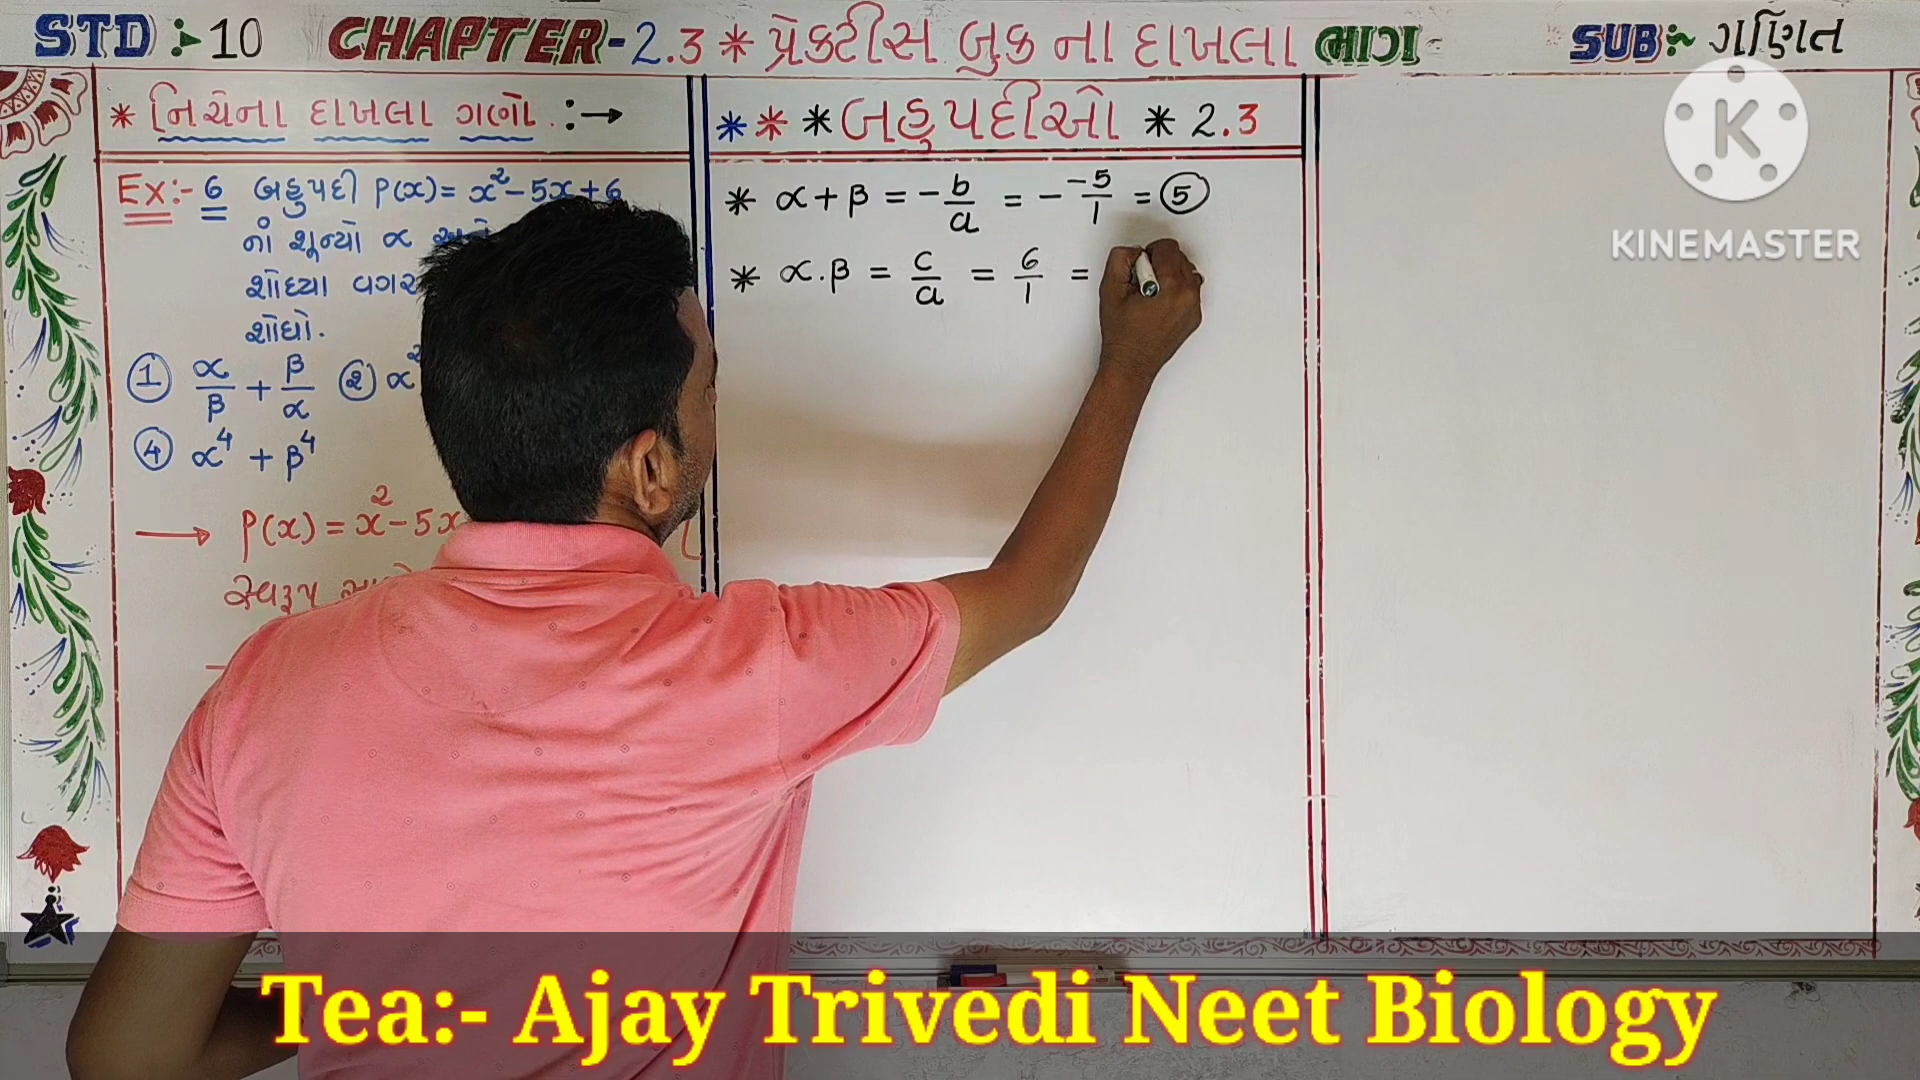 STD :- 10 CHAPTER-2.3 * પ્રેક્ટીસ બુક ના દાખલા ભાગ- SUB:- ગણિત
* નિચેના દાખલા ગણો :→
Ex:- 6 બહુપદી P(x) = x²-5x+6
નાં શૂન્યો α
શોધ્યા વગર
શોધો.
① α/β + β/α ② α²
④ α⁴ + β⁴
→ P(x) = x²-5x
* * * બહુપદીઓ * 2.3
* α+β = -b/a = - -5/1 = 5
* α.β = c/a = 6/1 =
K
KINEMASTER
Tea:- Ajay Trivedi Neet Biology